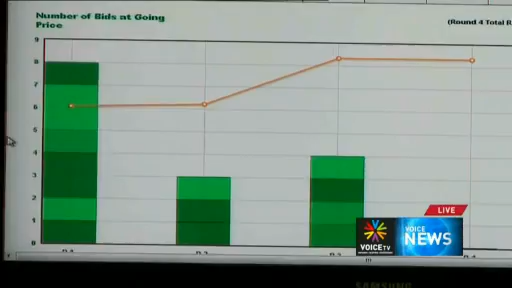 Number of Bids at Going
Price
(Round 4 Total R
9
8
7
6
5
4
3
2
1
0
LIVE
VOICE TV
VOICE
NEWS
SAMSUNG